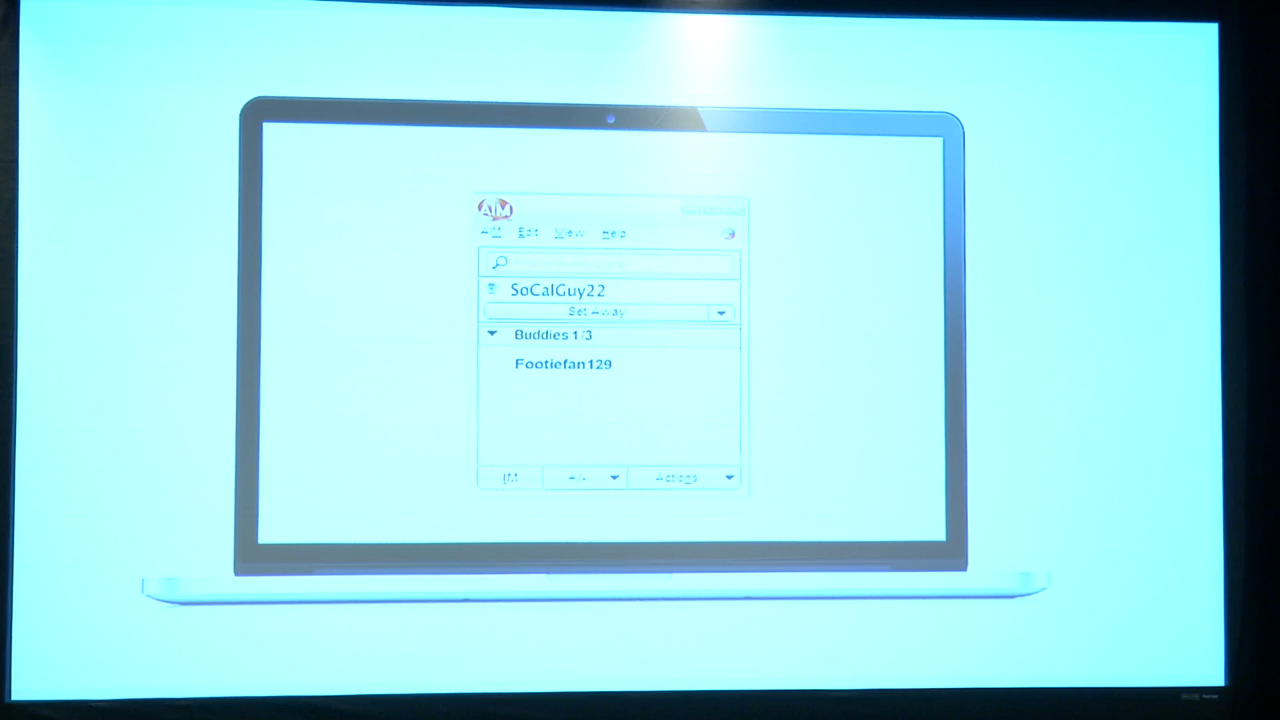 AIM
AIM Edit View Help
SoCalGuy22
Set Away
Buddies 1/3
Footiefan129
IM +/- Actions